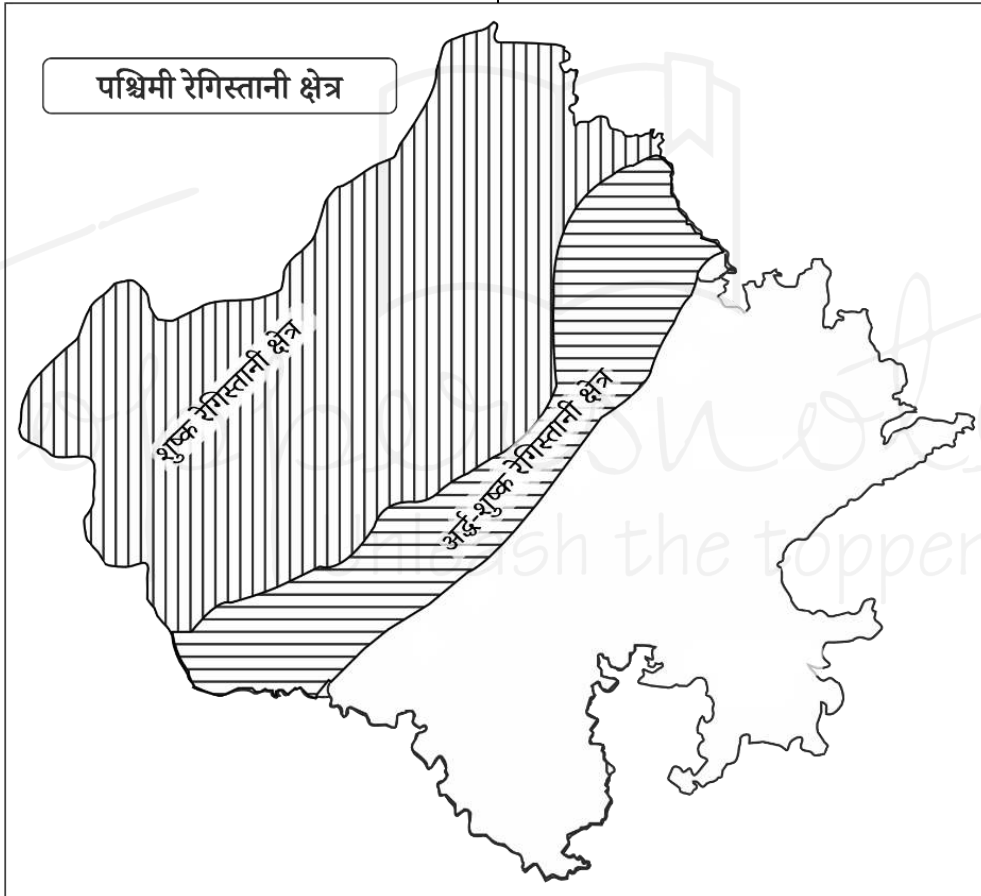 पश्चिमी रेगिस्तानी क्षेत्र
शुष्क रेगिस्तानी क्षेत्र
अर्द्ध-शुष्क रेगिस्तानी क्षेत्र
Unleash the topper